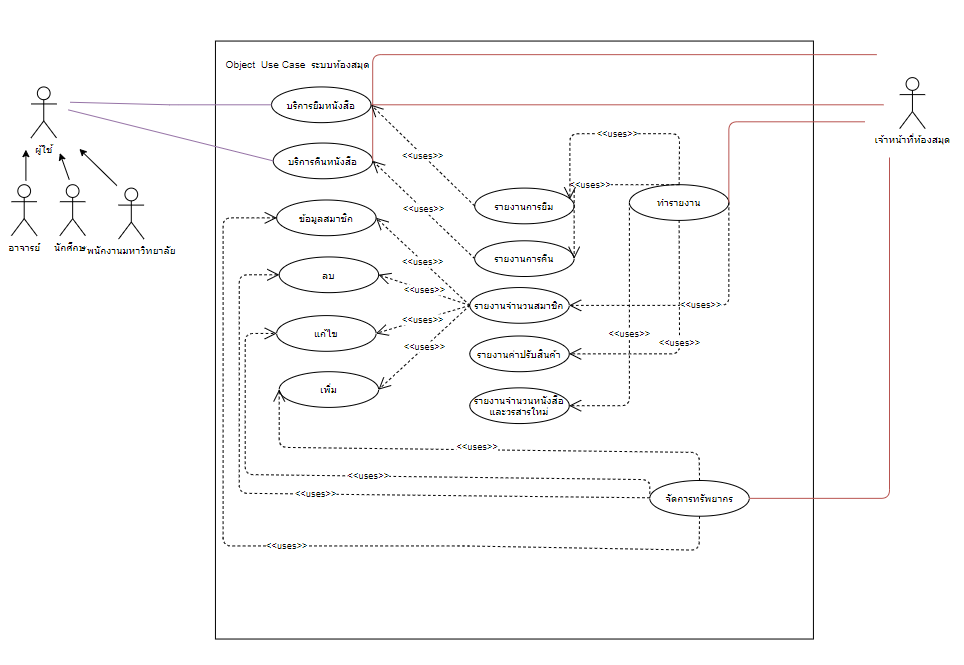 Object Use Case ระบบห้องสมุด
บริการยืมหนังสือ
<<uses>>
<<uses>>
ผู้ใช้
บริการคืนหนังสือ
<<uses>>
เจ้าหน้าที่ห้องสมุด
<<uses>>
อาจารย์
นักศึกษ
พนักงานมหาวิทยาลัย
ข้อมูลสมาชิก
<<uses>>
รายงานการยืม
ทำรายงาน
รายงานการคืน
<<uses>>
ลบ
<<uses>>
รายงานจำนวนสมาชิก
<<uses>>
<<uses>>
แก้ไข
<<uses>>
<<uses>>
<<uses>>
รายงานค่าปรับสินค้า
เพิ่ม
รายงานจำนวนหนังสือ
และวรสารใหม่
<<uses>>
<<uses>>
<<uses>>
จัดการทรัพยากร
<<uses>>